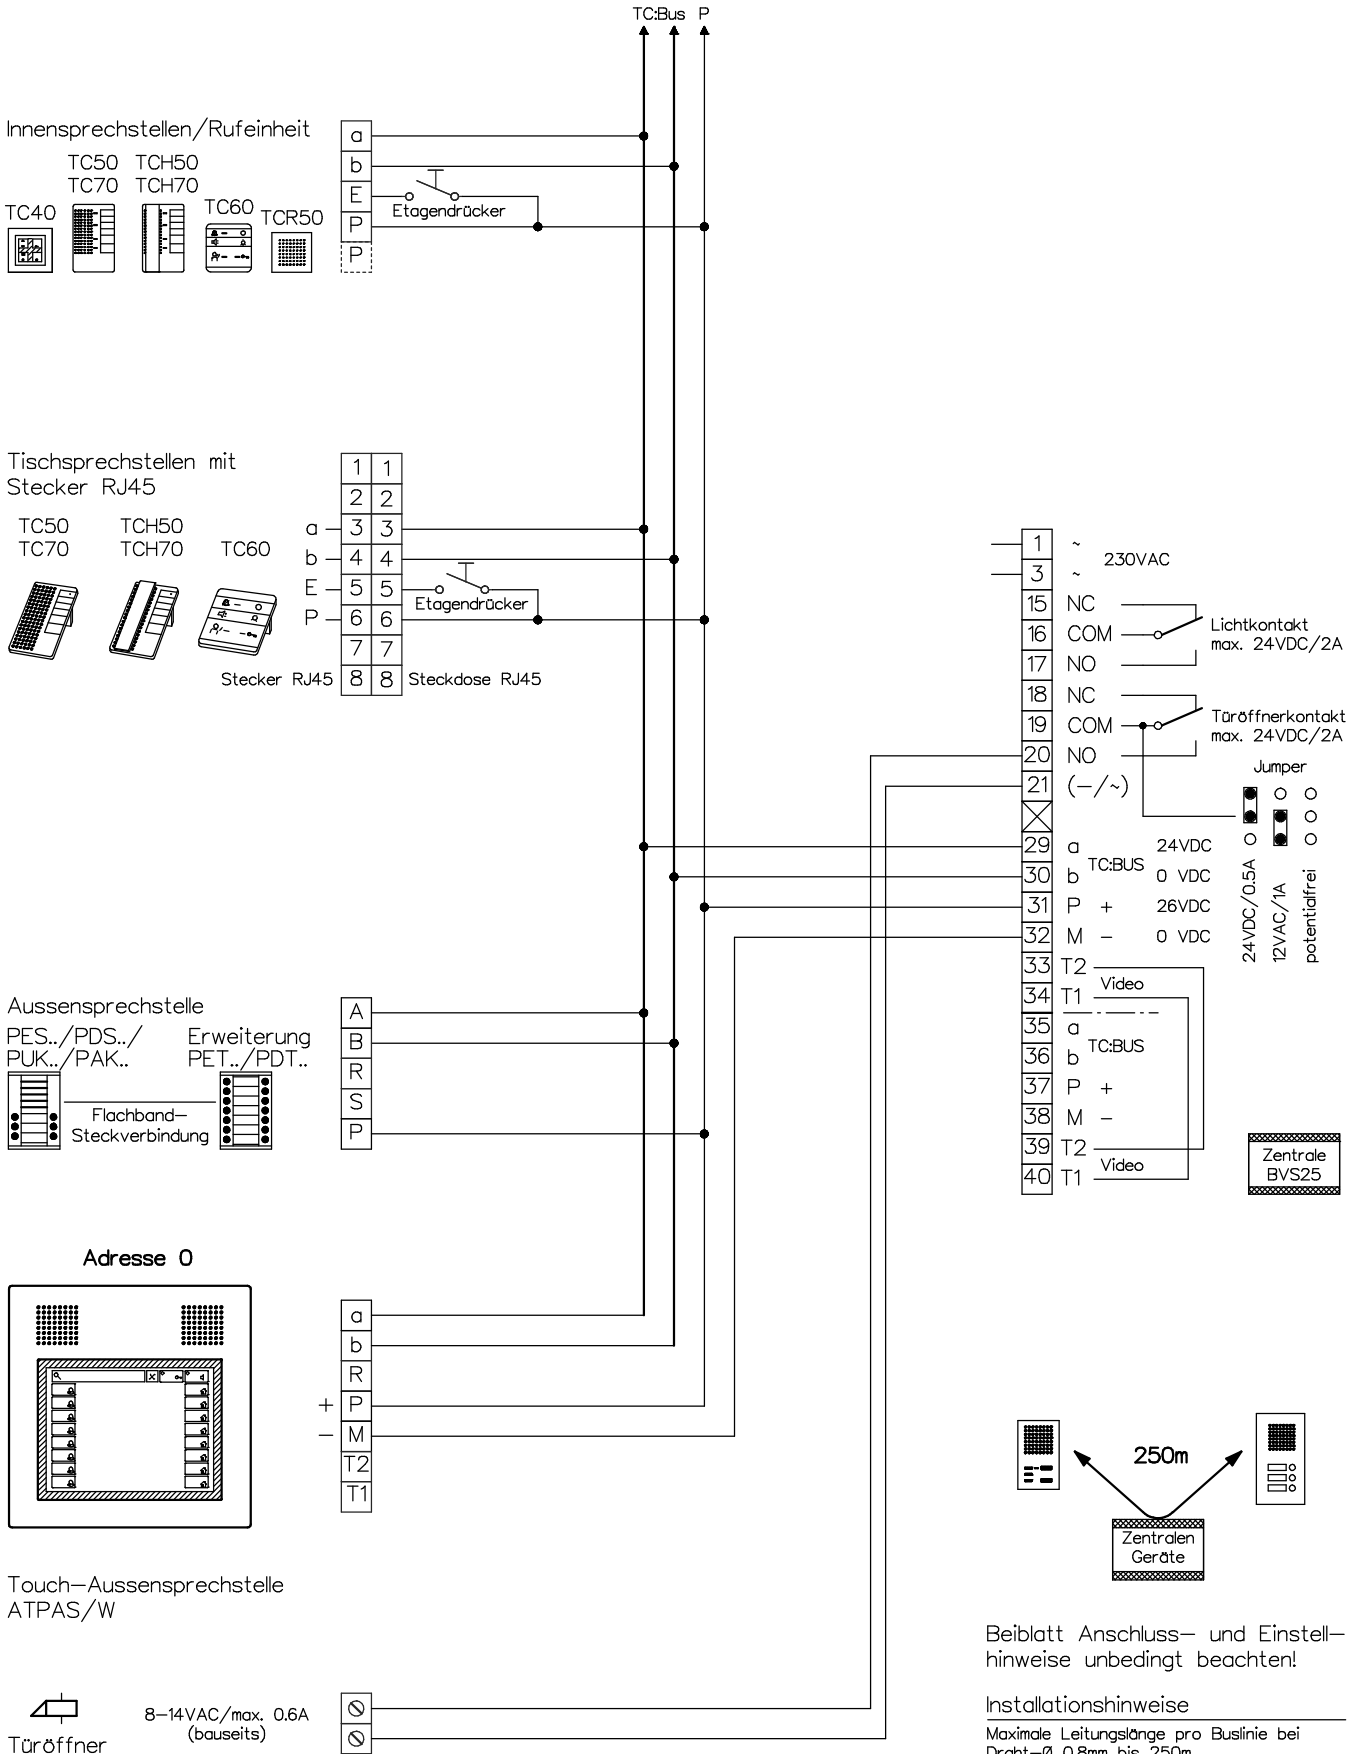 TC:Bus P
Innensprechstellen/Rufeinheit
TC50 TCH50
TC70 TCH70
TC40
TC60
TCR50
a
b
E
P
P
Etagendrücker
Tischsprechstellen mit
Stecker RJ45
TC50 TCH50
TC70 TCH70 TC60
1 1
2 2
a 3 3
b 4 4
E 5 5
P 6 6
7 7
8 8
Etagendrücker
Stecker RJ45
Steckdose RJ45
1 ~
230VAC
3 ~
15 NC
16 COM
17 NO
Lichtkontakt
max. 24VDC/2A
18 NC
19 COM
20 NO
Türöffnerkontakt
max. 24VDC/2A
21 (–/~)
Jumper
24VDC/0.5A
12VAC/1A
potentialfrei
29 a 24VDC
TC:BUS
30 b 0 VDC
31 P + 26VDC
32 M – 0 VDC
33 T2
Video
34 T1
35 a
TC:BUS
36 b
37 P +
38 M –
39 T2
Video
40 T1
Zentrale
BVS25
Aussensprechstelle
PES../PDS../
PUK../PAK..
Erweiterung
PET../PDT..
Flachband–
Steckverbindung
A
B
R
S
P
Adresse 0
a
b
R
+ P
– M
T2
T1
Touch–Aussensprechstelle
ATPAS/W
250m
Zentralen
Geräte
Beiblatt Anschluss– und Einstell–
hinweise unbedingt beachten!
Installationshinweise
Maximale Leitungslänge pro Buslinie bei
Draht–Ø 0.8mm bis 250m
Türöffner
8–14VAC/max. 0.6A
(bauseits)